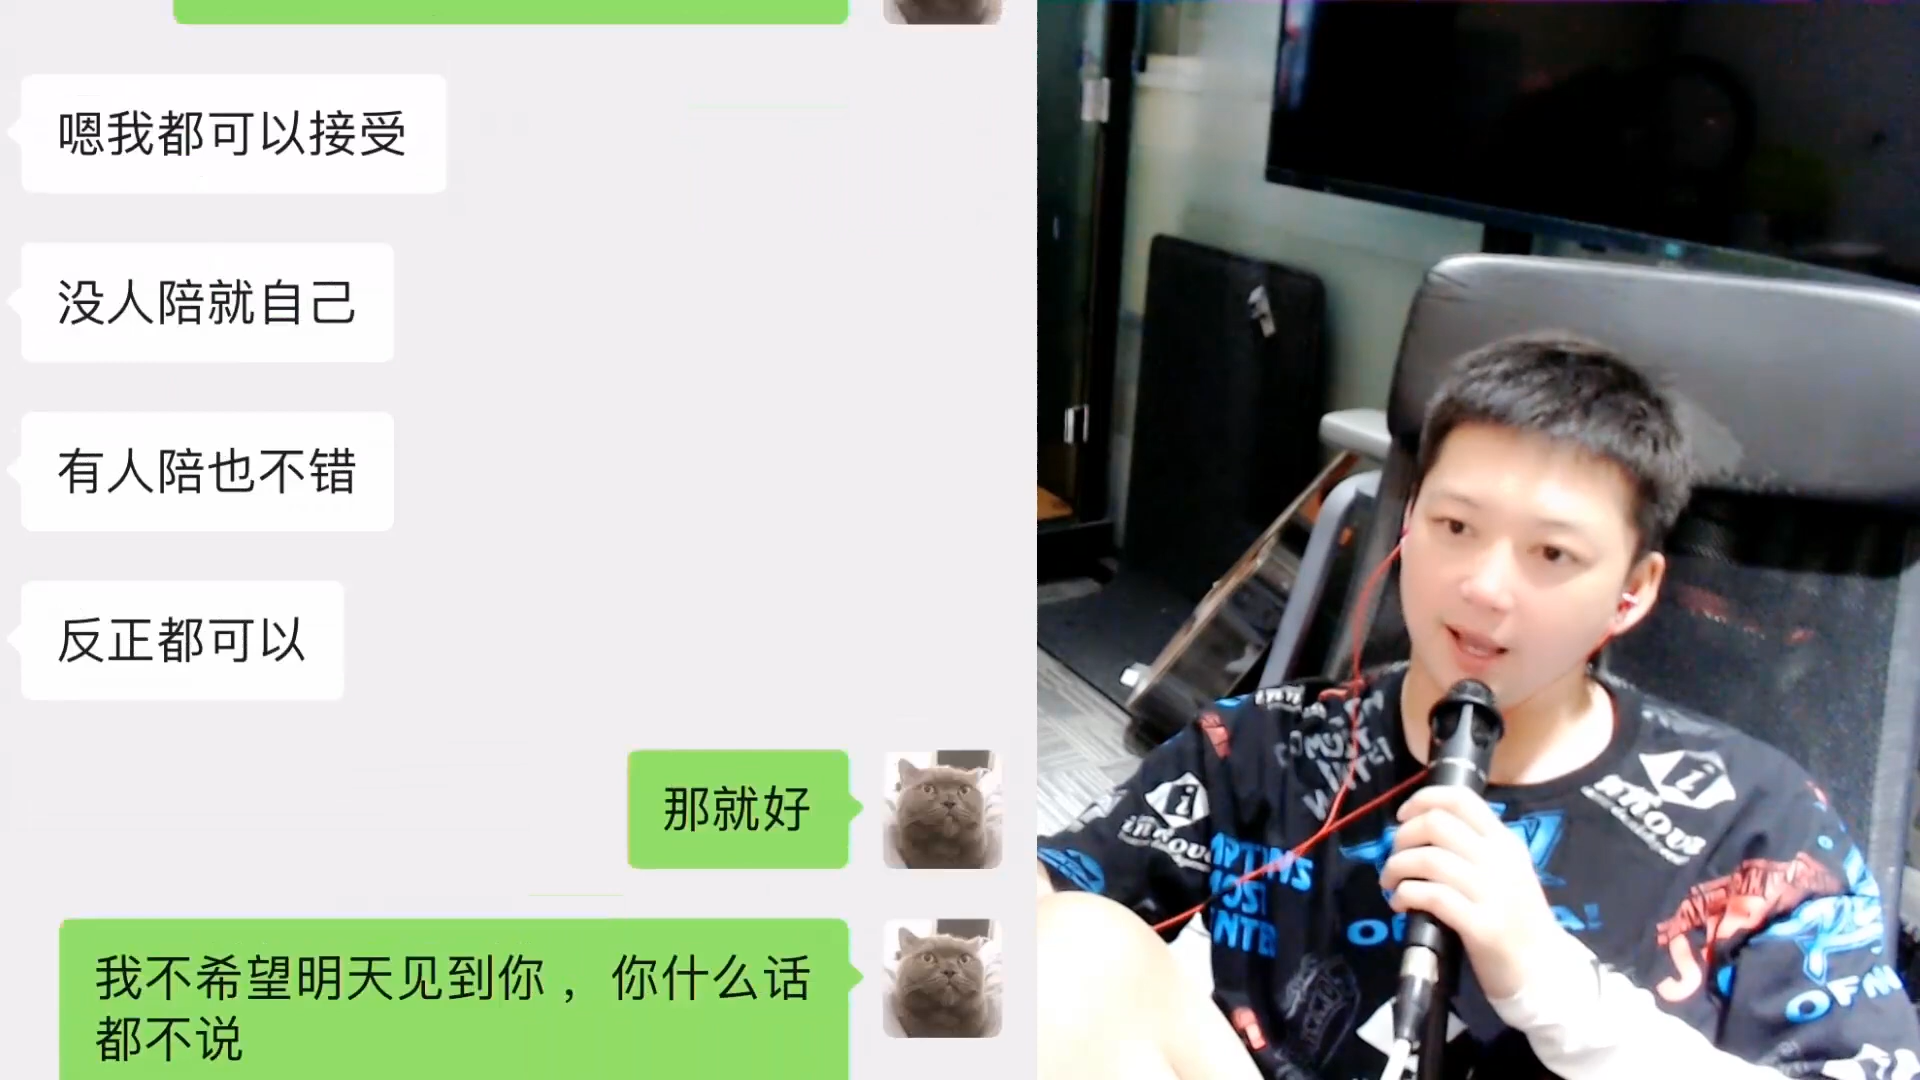 嗯我都可以接受
没人陪就自己
有人陪也不错
反正都可以
那就好
我不希望明天见到你，你什么话
都不说
innove
OFM